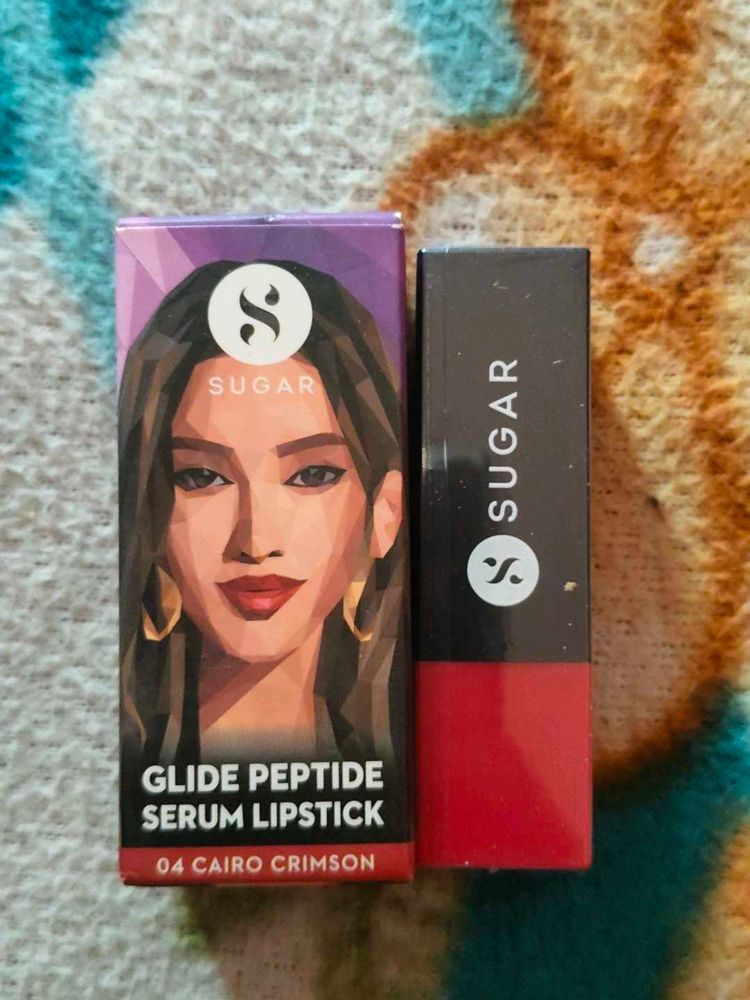 SUGAR
GLIDE PEPTIDE
SERUM LIPSTICK
04 CAIRO CRIMSON
SUGAR